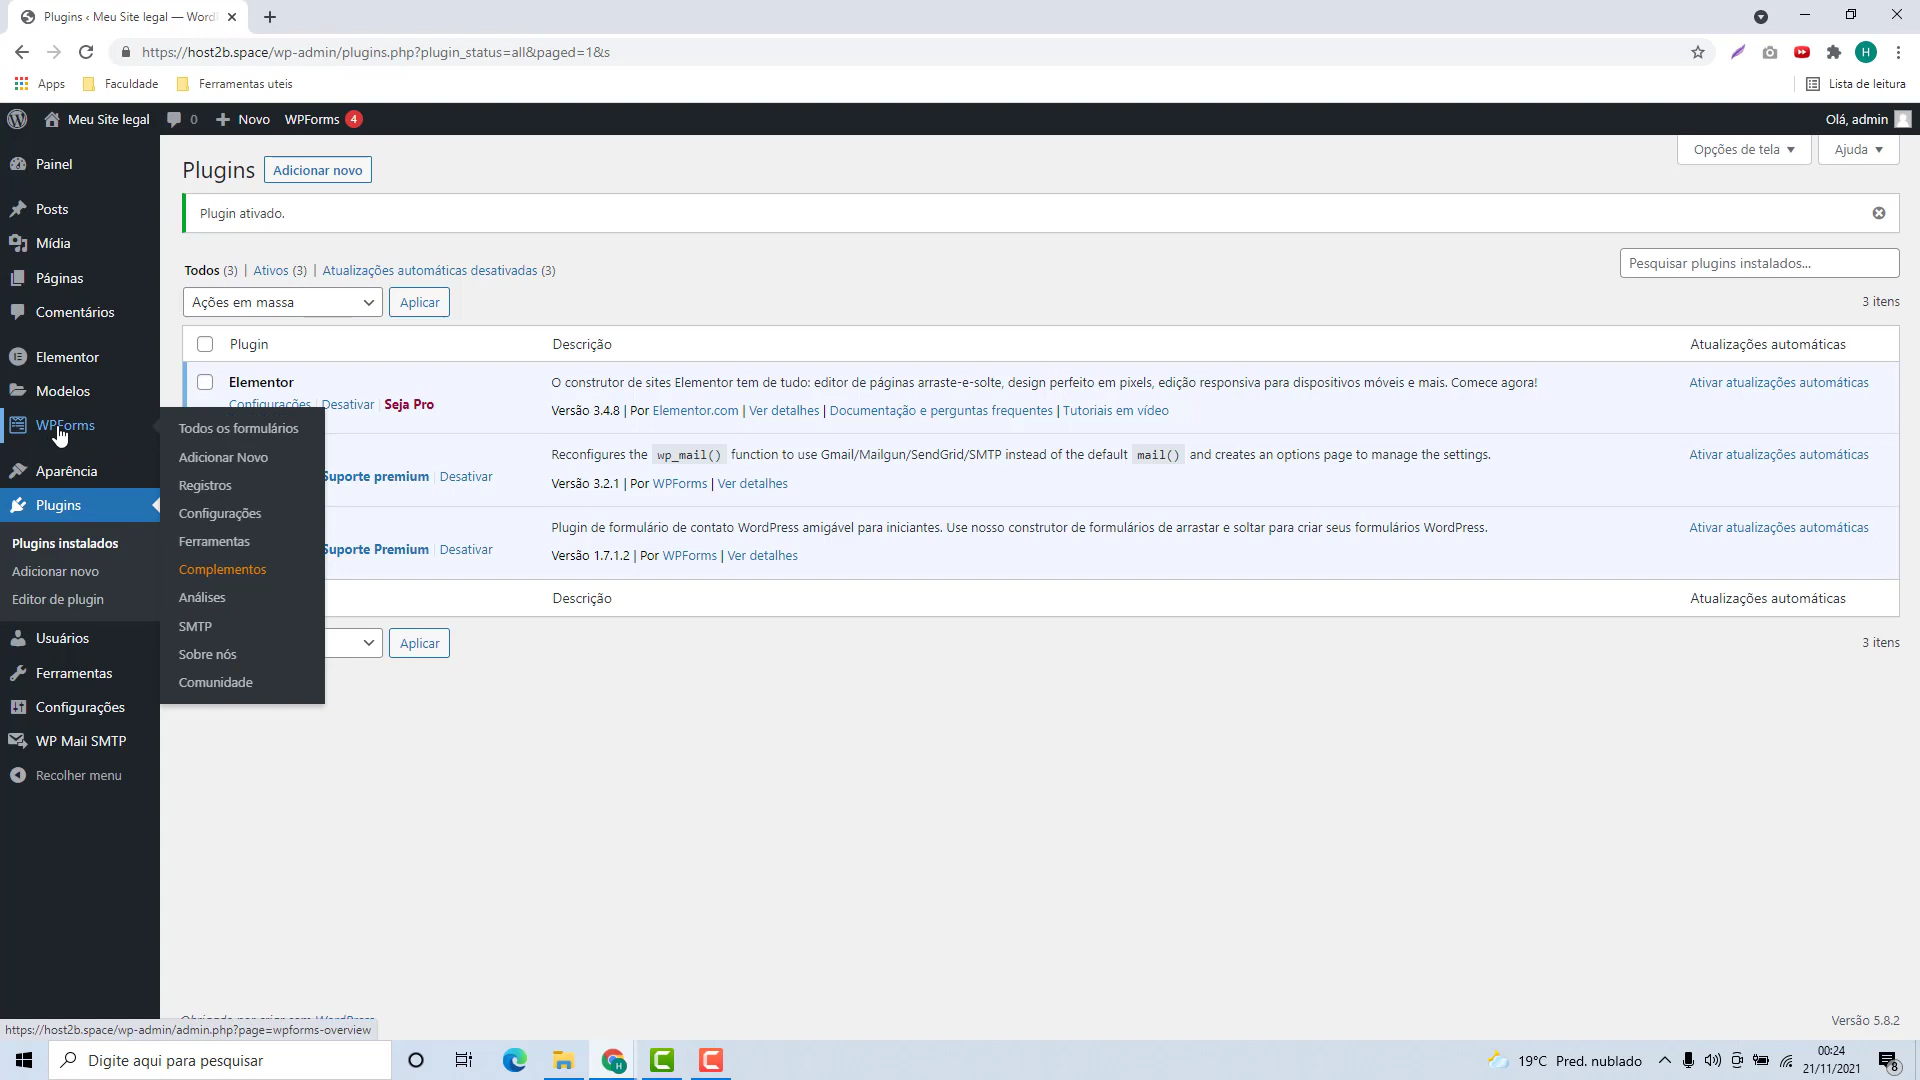 Plugins ‹ Meu Site legal — Word
https://host2b.space/wp-admin/plugins.php?plugin_status=all&paged=1&s
H
Apps
Faculdade
Ferramentas uteis
Lista de leitura
Meu Site legal
0
Novo
WPForms 4
Olá, admin
Painel
Posts
Mídia
Páginas
Comentários
Elementor
Modelos
WPForms
Aparência
Plugins
Plugins instalados
Adicionar novo
Editor de plugin
Usuários
Ferramentas
Configurações
WP Mail SMTP
Recolher menu
Todos os formulários
Adicionar Novo
Registros
Configurações
Ferramentas
Complementos
Análises
SMTP
Sobre nós
Comunidade
Opções de tela
Ajuda
Plugins
Adicionar novo
Plugin ativado.
Todos (3) | Ativos (3) | Atualizações automáticas desativadas (3)
Pesquisar plugins instalados...
Ações em massa
Aplicar
3 itens
Plugin
Descrição
Atualizações automáticas
Elementor
Configurações | Desativar | Seja Pro
O construtor de sites Elementor tem de tudo: editor de páginas arraste-e-solte, design perfeito em pixels, edição responsiva para dispositivos móveis e mais. Comece agora!
Versão 3.4.8 | Por Elementor.com | Ver detalhes | Documentação e perguntas frequentes | Tutoriais em vídeo
Ativar atualizações automáticas
Suporte premium | Desativar
Reconfigures the wp_mail() function to use Gmail/Mailgun/SendGrid/SMTP instead of the default mail() and creates an options page to manage the settings.
Versão 3.2.1 | Por WPForms | Ver detalhes
Ativar atualizações automáticas
Suporte Premium | Desativar
Plugin de formulário de contato WordPress amigável para iniciantes. Use nosso construtor de formulários de arrastar e soltar para criar seus formulários WordPress.
Versão 1.7.1.2 | Por WPForms | Ver detalhes
Ativar atualizações automáticas
Descrição
Atualizações automáticas
Aplicar
3 itens
Obrigado por criar com WordPress
Versão 5.8.2
https://host2b.space/wp-admin/admin.php?page=wpforms-overview
Digite aqui para pesquisar
H
19°C Pred. nublado
00:24
21/11/2021
8